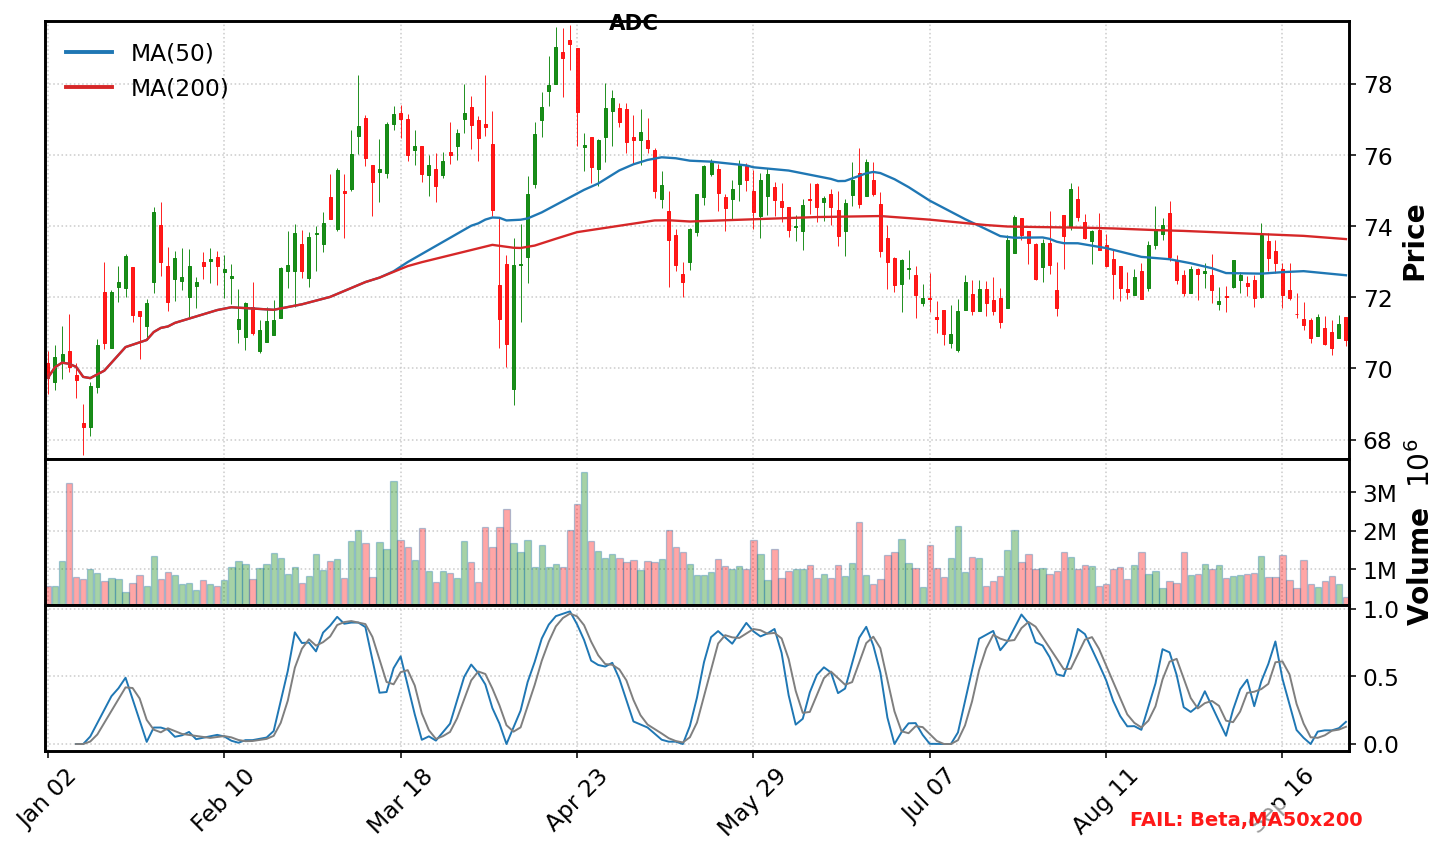 ADC
MA(50)
MA(200)
78
76
74
72
70
68
Price
10^6
3M
2M
1M
Volume
1.0
0.5
0.0
Jan 02
Feb 10
Mar 18
Apr 23
May 29
Jul 07
Aug 11
Sep 16
FAIL: Beta,MA50x200